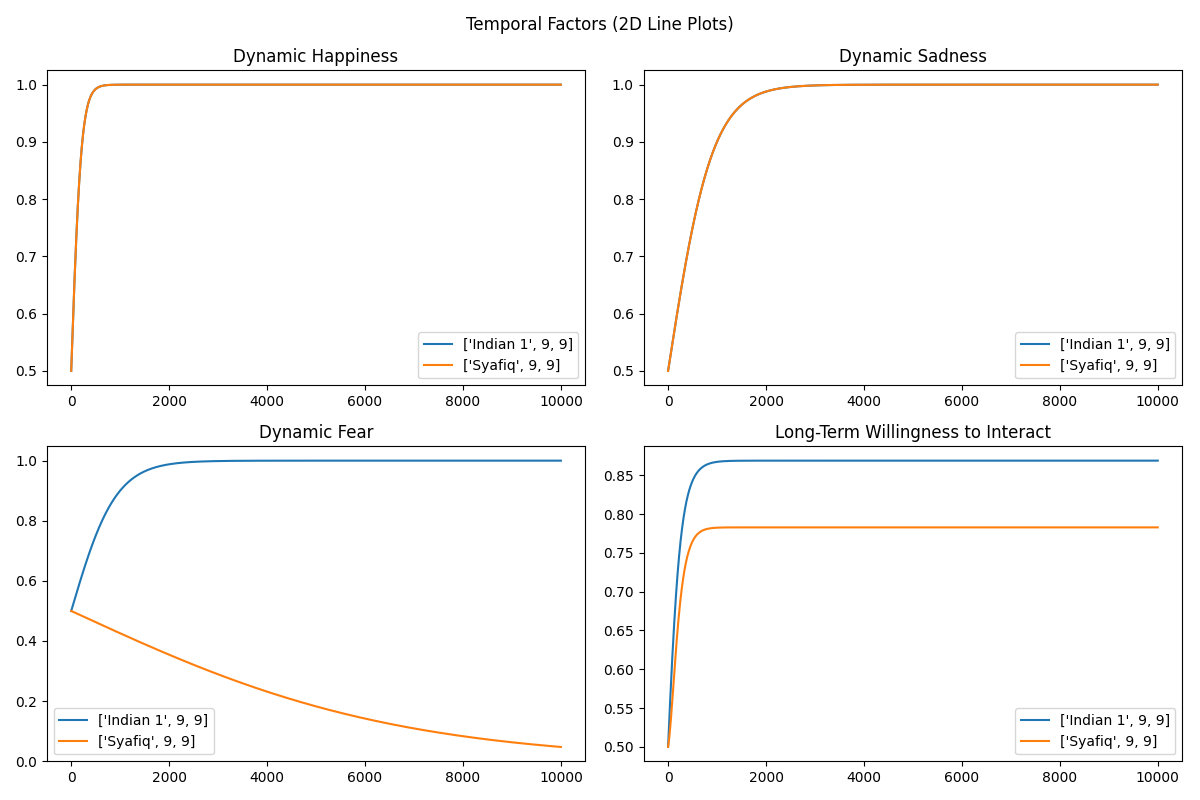 Temporal Factors (2D Line Plots)
Dynamic Happiness
1.0
0.9
0.8
0.7
0.6
0.5
0 2000 4000 6000 8000 10000
['Indian 1', 9, 9]
['Syafiq', 9, 9]
Dynamic Sadness
1.0
0.9
0.8
0.7
0.6
0.5
0 2000 4000 6000 8000 10000
['Indian 1', 9, 9]
['Syafiq', 9, 9]
Dynamic Fear
1.0
0.8
0.6
0.4
0.2
0.0
0 2000 4000 6000 8000 10000
['Indian 1', 9, 9]
['Syafiq', 9, 9]
Long-Term Willingness to Interact
0.85
0.80
0.75
0.70
0.65
0.60
0.55
0.50
0 2000 4000 6000 8000 10000
['Indian 1', 9, 9]
['Syafiq', 9, 9]